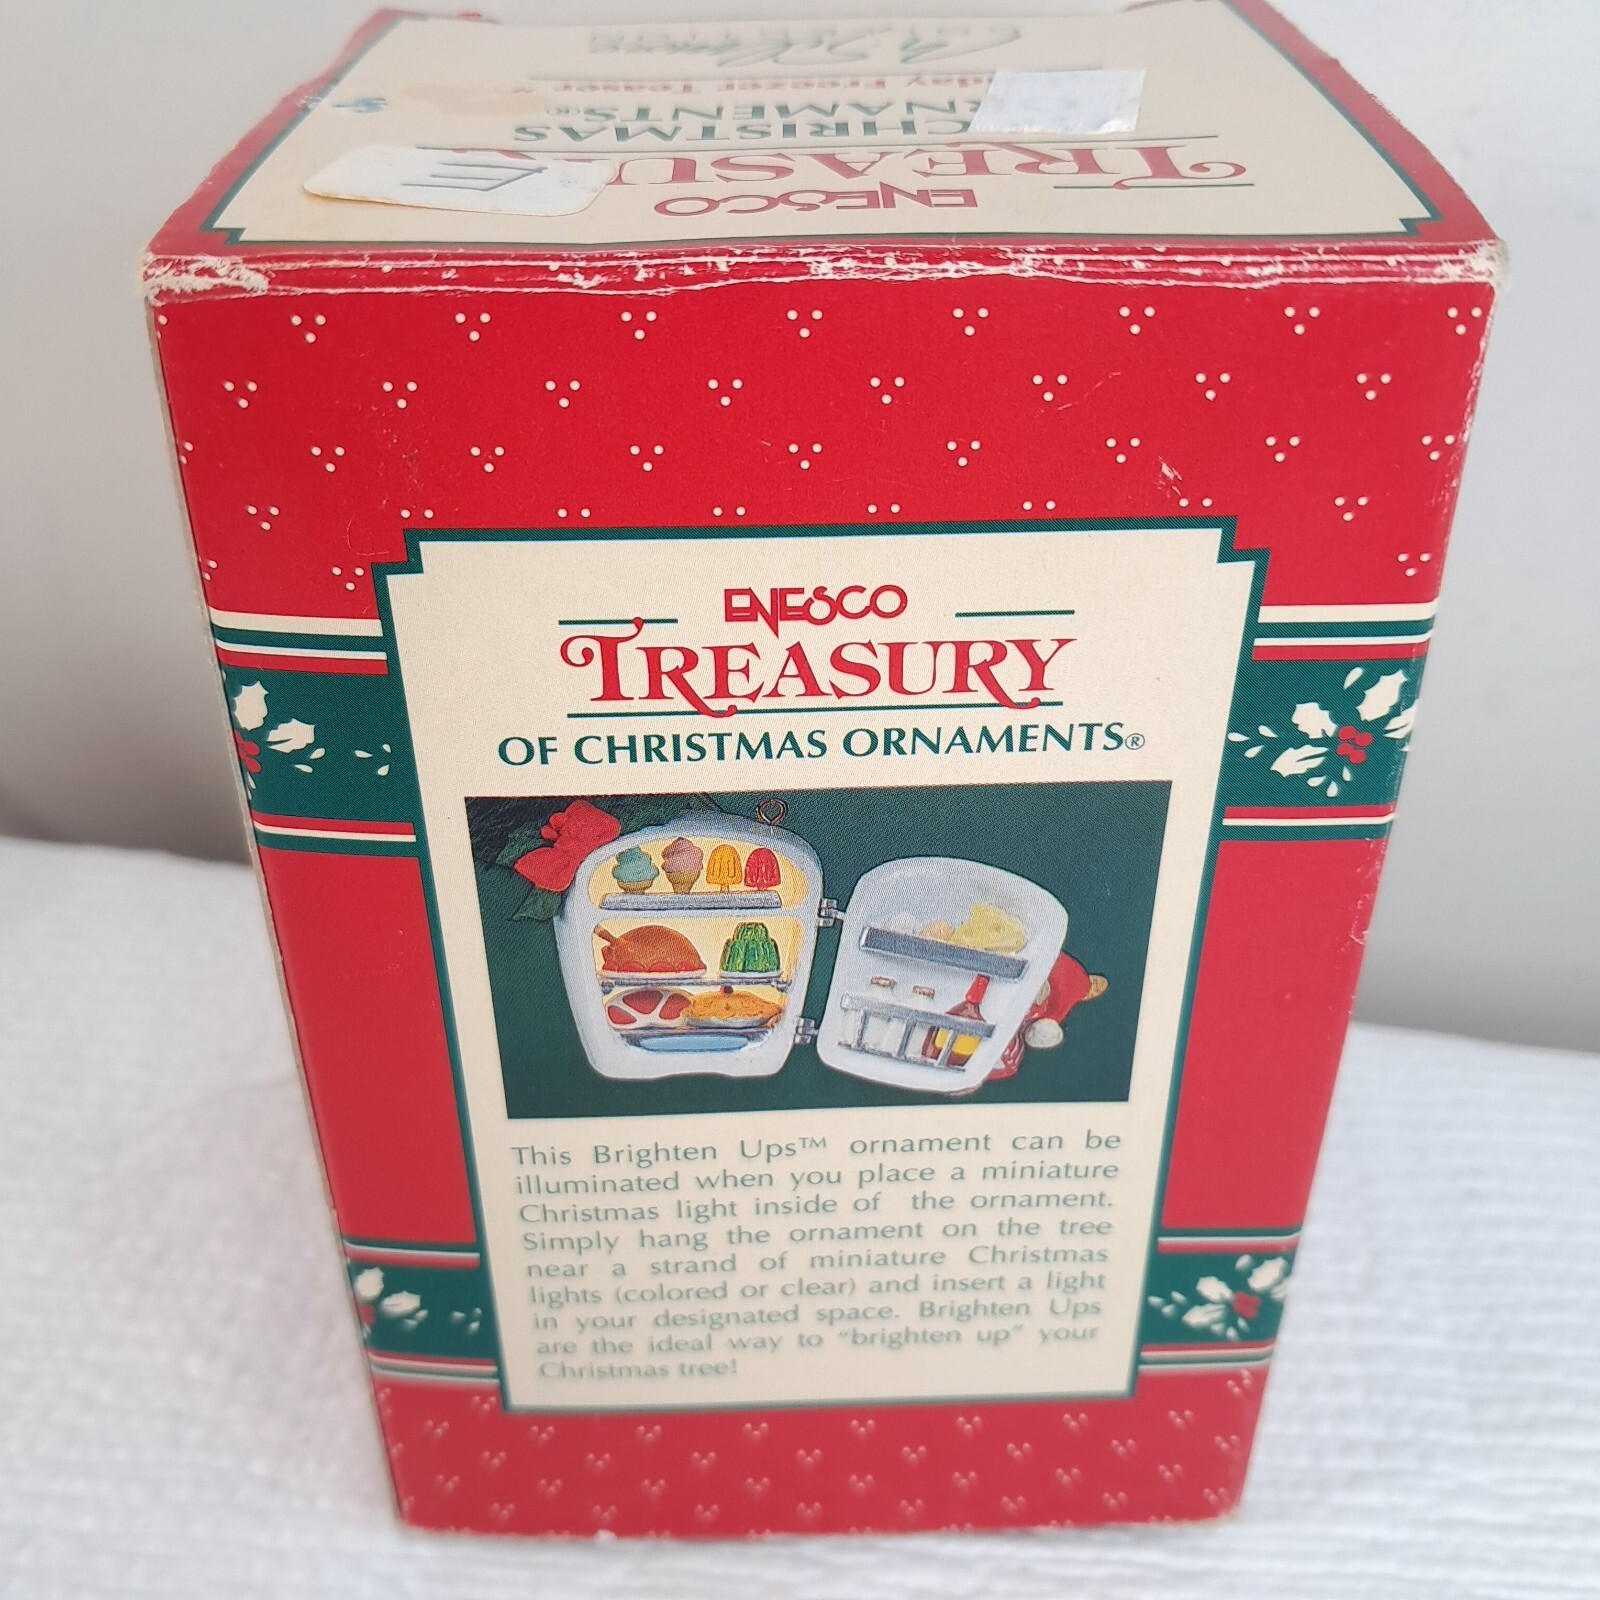 ENESCO
TREASU
CHRISTMAS
ORNAMENTS®
Freezer Teaser
ENESCO
TREASURY
OF CHRISTMAS ORNAMENTS®
This Brighten Ups™ ornament can be
illuminated when you place a miniature
Christmas light inside of the ornament.
Simply hang the ornament on the tree
near a strand of miniature Christmas
lights (colored or clear) and insert a light
in your designated space. Brighten Ups
are the ideal way to "brighten up" your
Christmas tree!